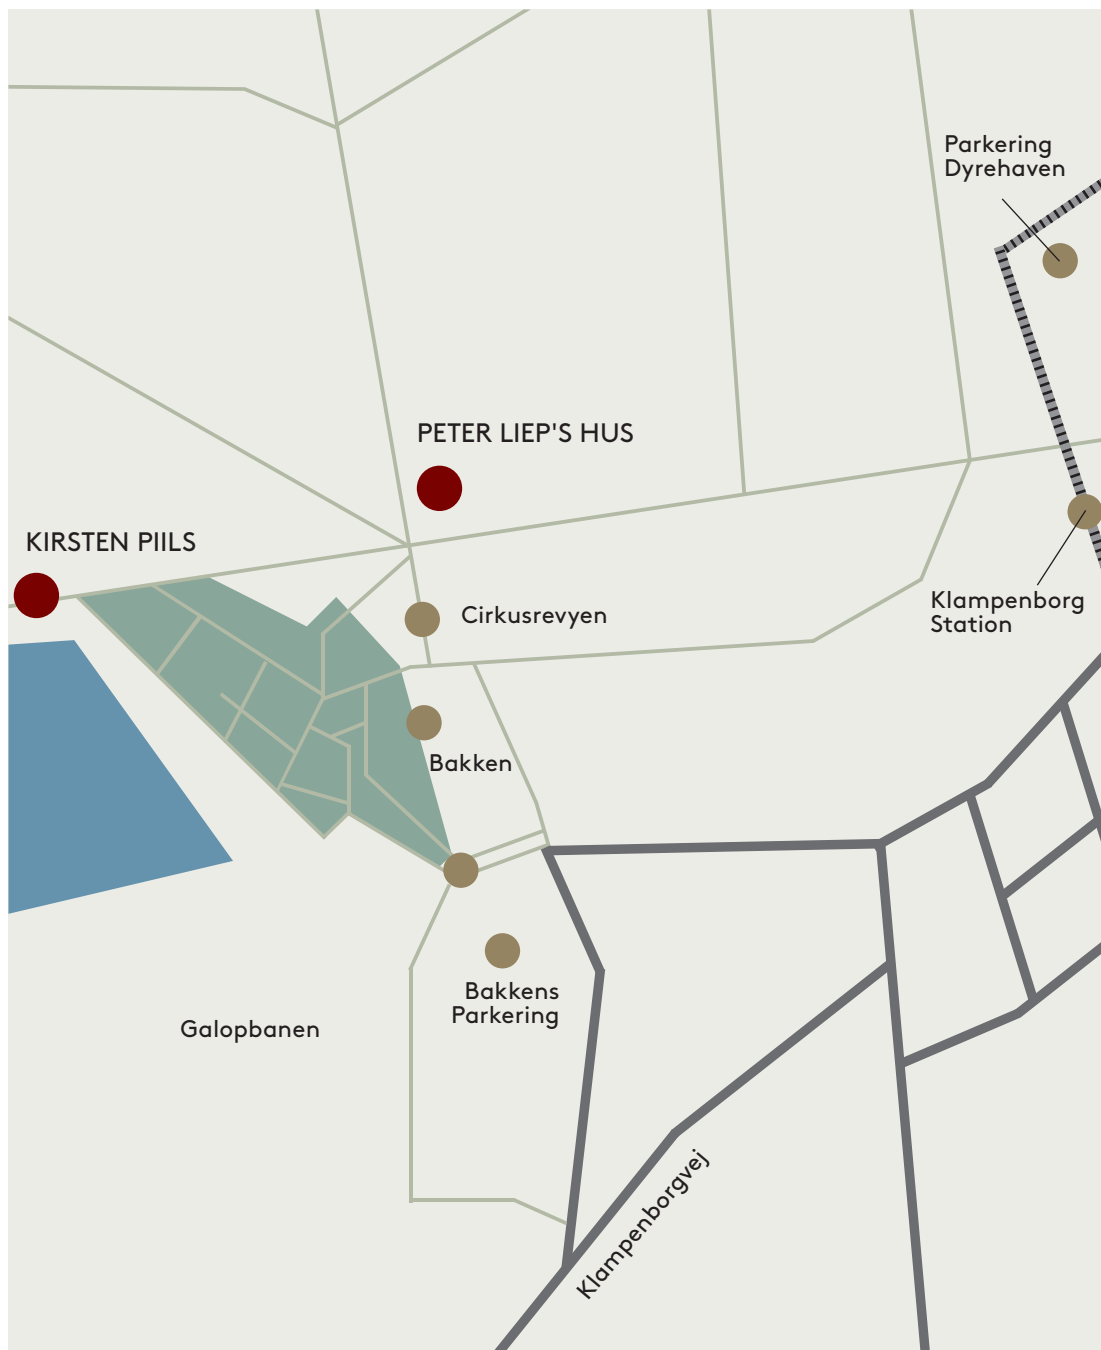 Parkering
Dyrehaven
PETER LIEP'S HUS
KIRSTEN PIILS
Klampenborg
Station
Cirkusrevyen
Bakken
Bakkens
Parkering
Galopbanen
Klampenborgvej